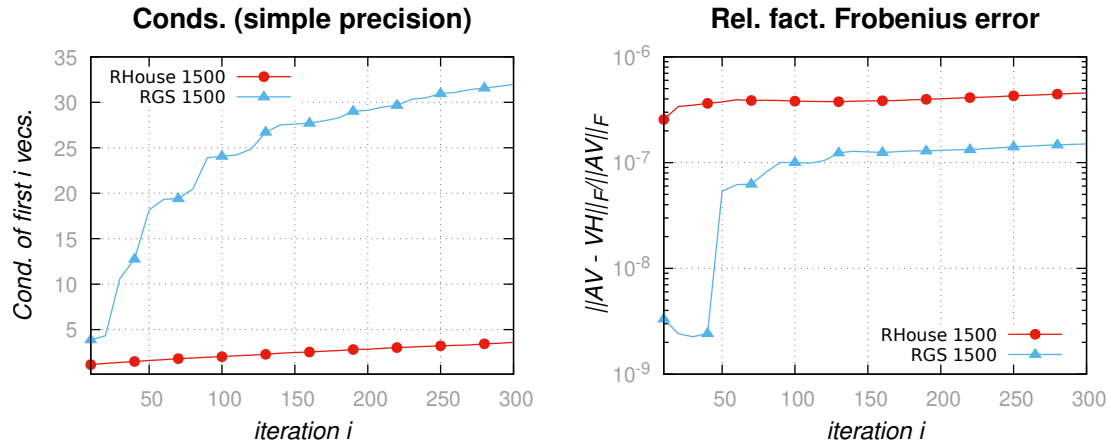 Conds. (simple precision)
Cond. of first i vecs.
35
30
25
20
15
10
5
RHouse 1500
RGS 1500
50
100
150
200
250
300
iteration i
Rel. fact. Frobenius error
||AV - VH||F/||AV||F
10-6
10-7
10-8
10-9
RHouse 1500
RGS 1500
50
100
150
200
250
300
iteration i